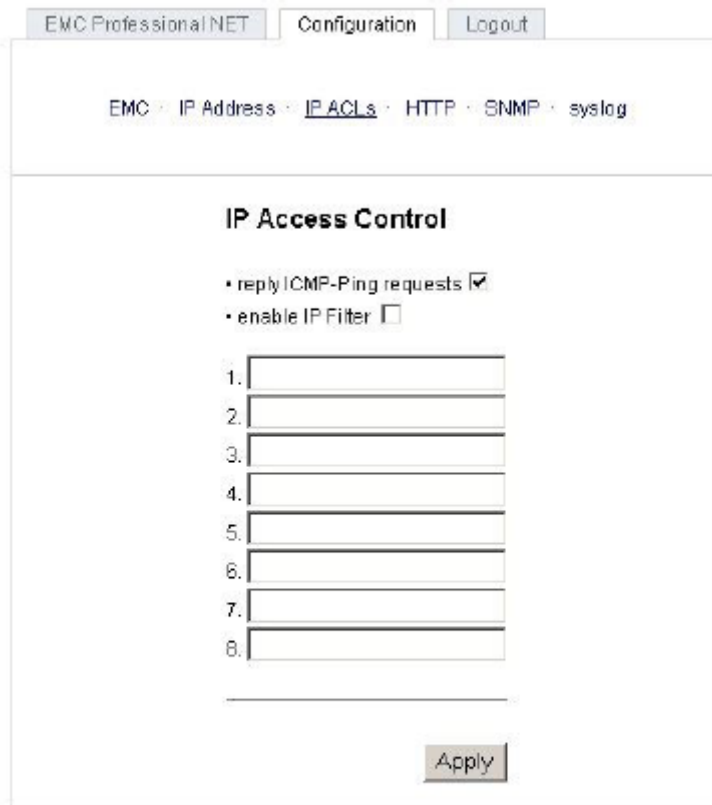 EMC Professional NET Configuration Logout
EMC · IP Address · IP ACLs · HTTP · SNMP · syslog
IP Access Control
• reply ICMP-Ping requests
• enable IP Filter
1.
2.
3.
4.
5.
6.
7.
8.
Apply